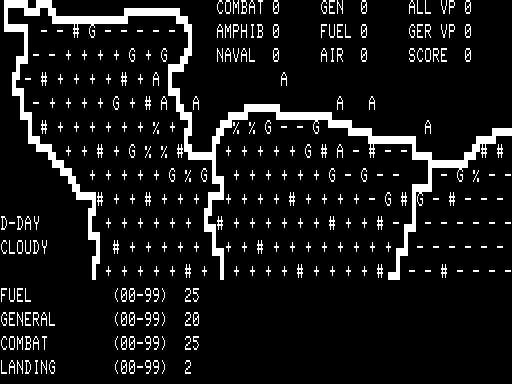 COMBAT 0 GEN 0 ALL VP 0
- - # G AMPHIB 0 FUEL 0 GER VP 0
- - + + + + G + G NAVAL 0 AIR 0 SCORE 0
- # + + + + # + A A
- + + + + G + # A A A A
# + + + + + + % + % % G - - G A
# + # + G % % # + + + + + G # A - # - - # #
+ + + + + G % G + + + + + + + + - G - G - G % - -
# + + # + + + + # + + + + + + + + - G # G - # - - -
D-DAY + + + + + + + # + + + + + + + + + # - - - - - - - -
CLOUDY # + + + + + + + # + + + + + + + + - - - - - - -
+ + + + + # + + + + + + # + + + + # - - # - - - -
FUEL (00-99) 25
GENERAL (00-99) 20
COMBAT (00-99) 25
LANDING (00-99) 2